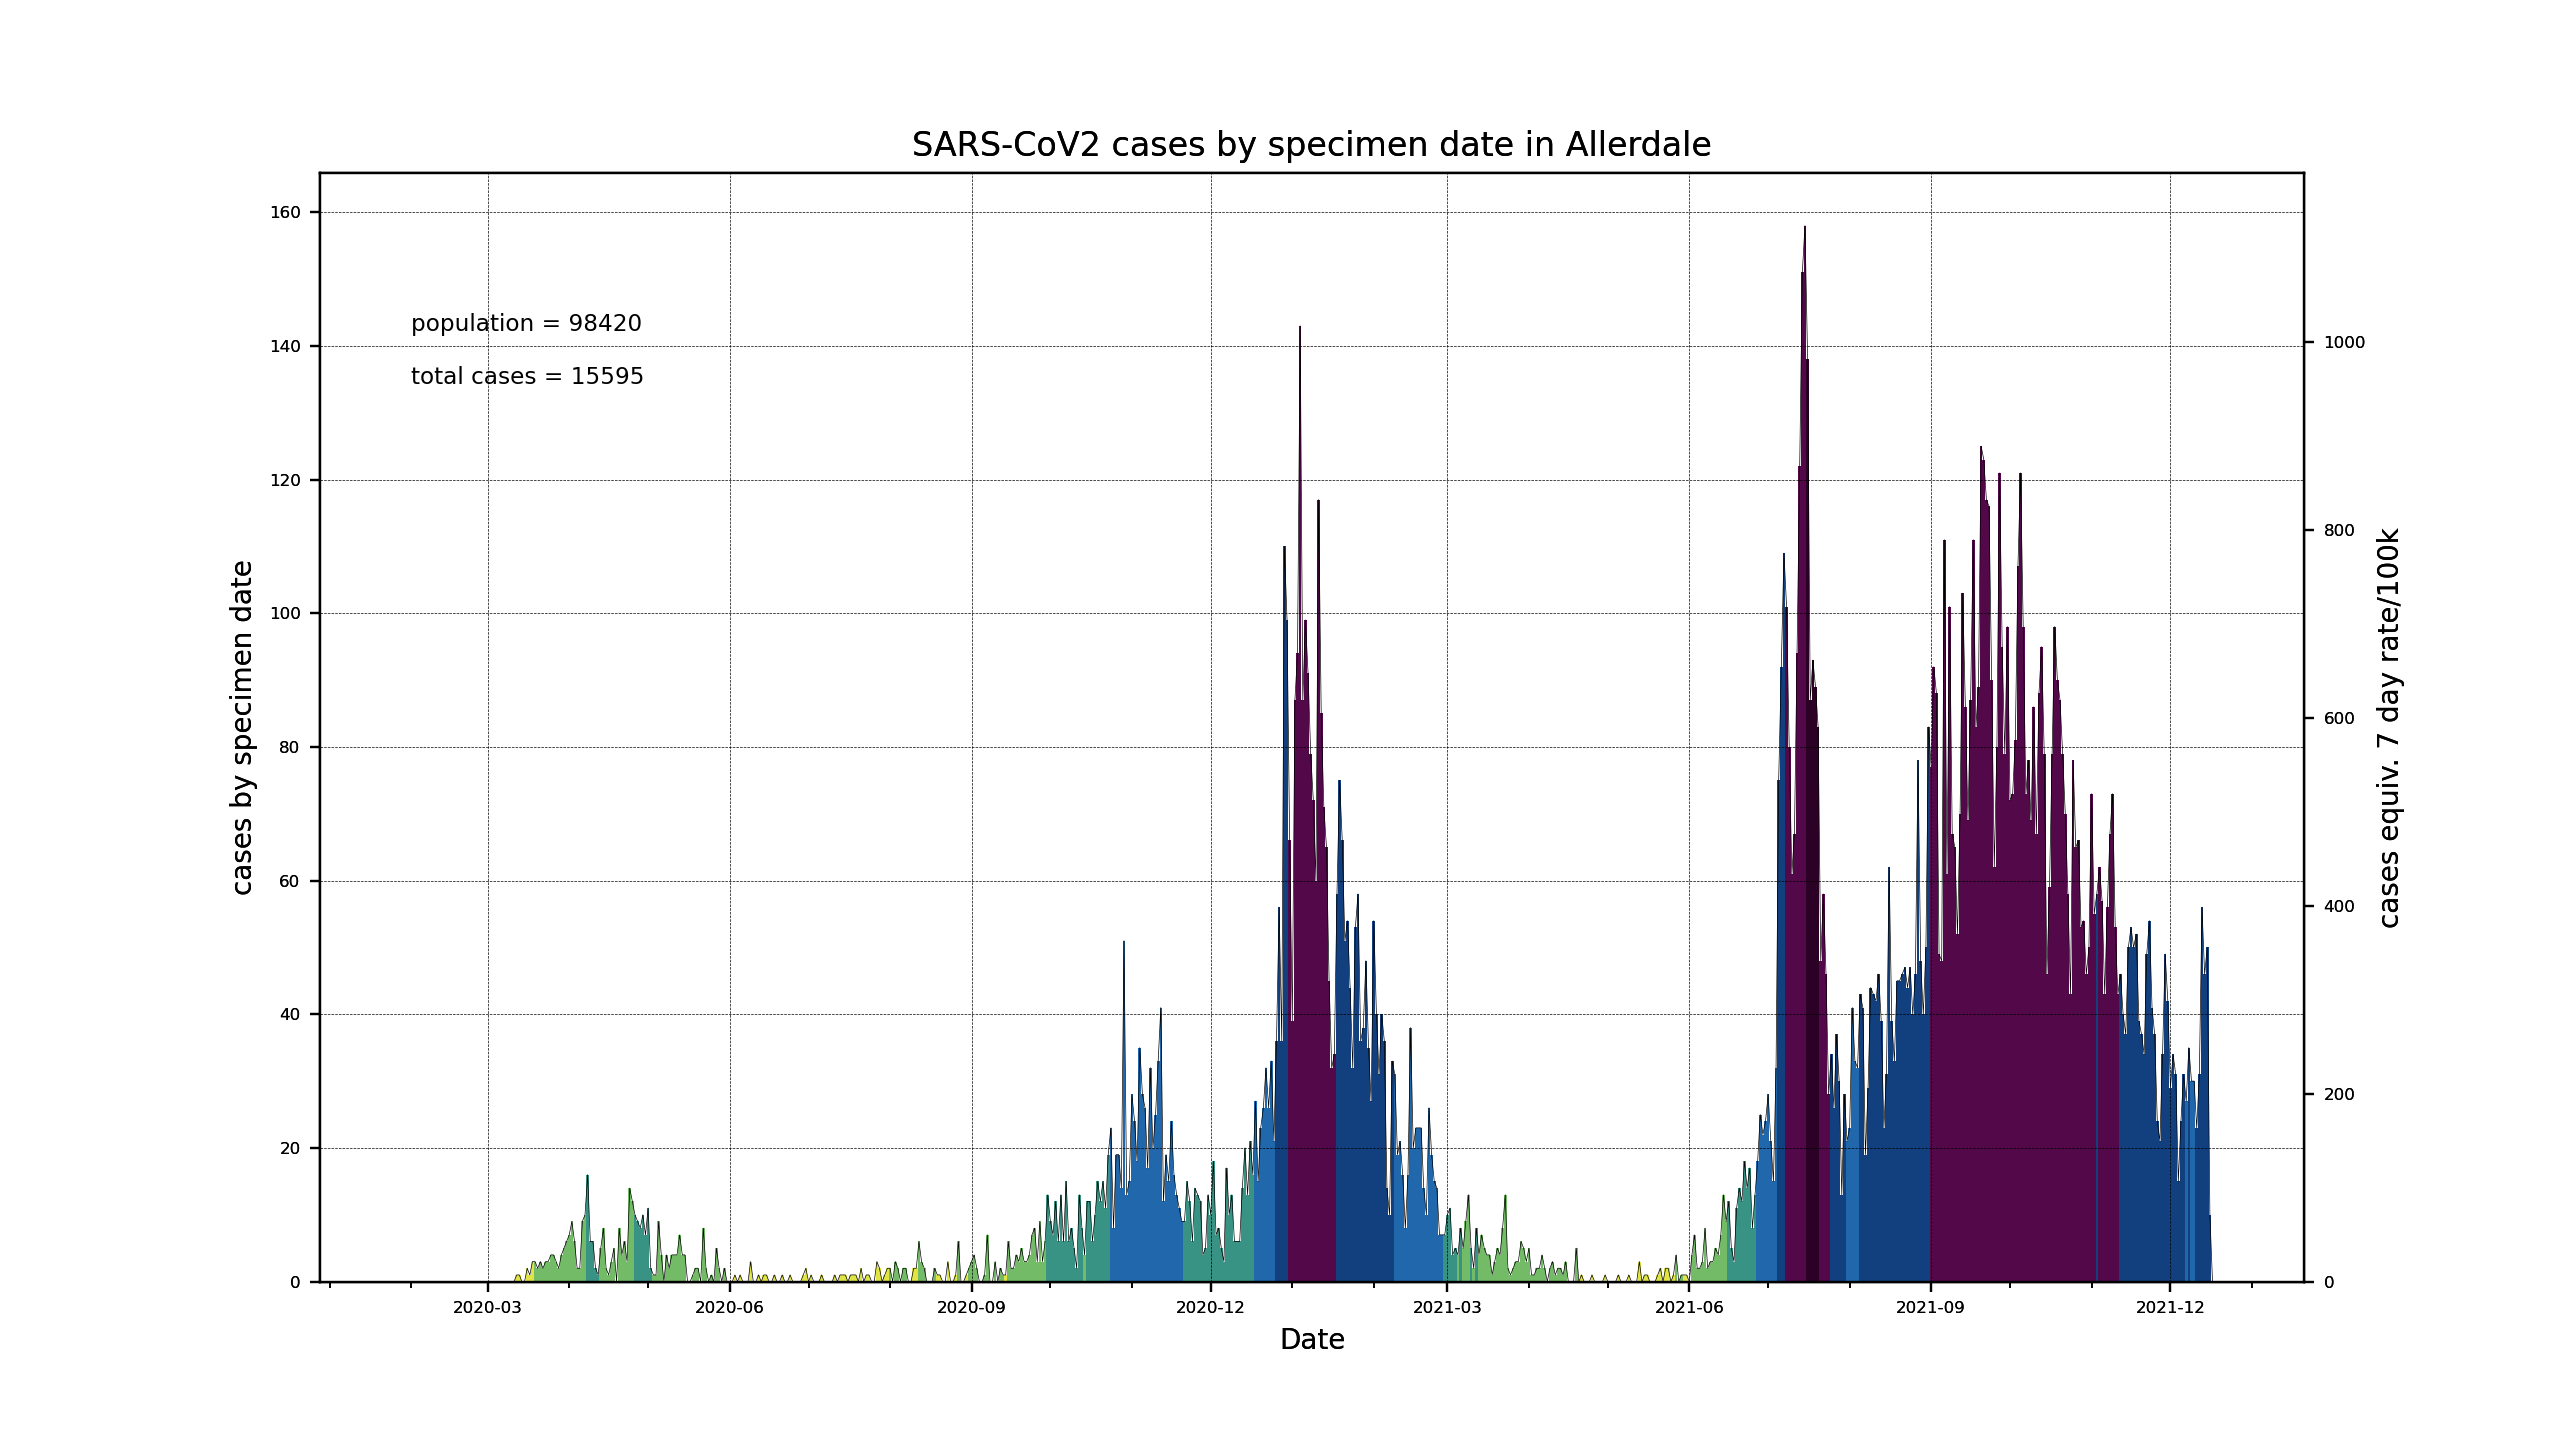 SARS-CoV2 cases by specimen date in Allerdale
population = 98420
total cases = 15595
cases by specimen date
160
140
120
100
80
60
40
20
0
1000
800
600
400
200
0
cases equiv. 7 day rate/100k
2020-03 2020-06 2020-09 2020-12 2021-03 2021-06 2021-09 2021-12
Date